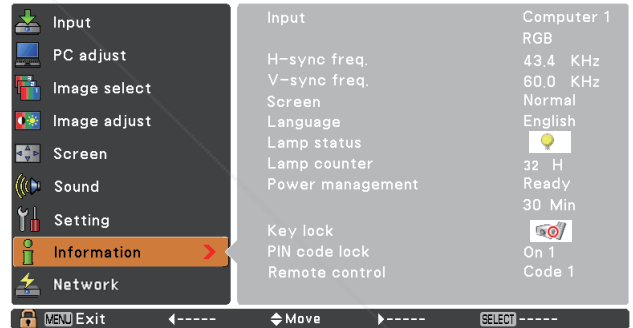 Input
PC adjust
Image select
Image adjust
Screen
Sound
Setting
Information
Network
Input Computer 1
RGB
H-sync freq. 43.4 KHz
V-sync freq. 60.0 KHz
Screen Normal
Language English
Lamp status
Lamp counter 32 H
Power management Ready
30 Min
Key lock
PIN code lock On 1
Remote control Code 1
MENU Exit ----- Move ----- SELECT -----